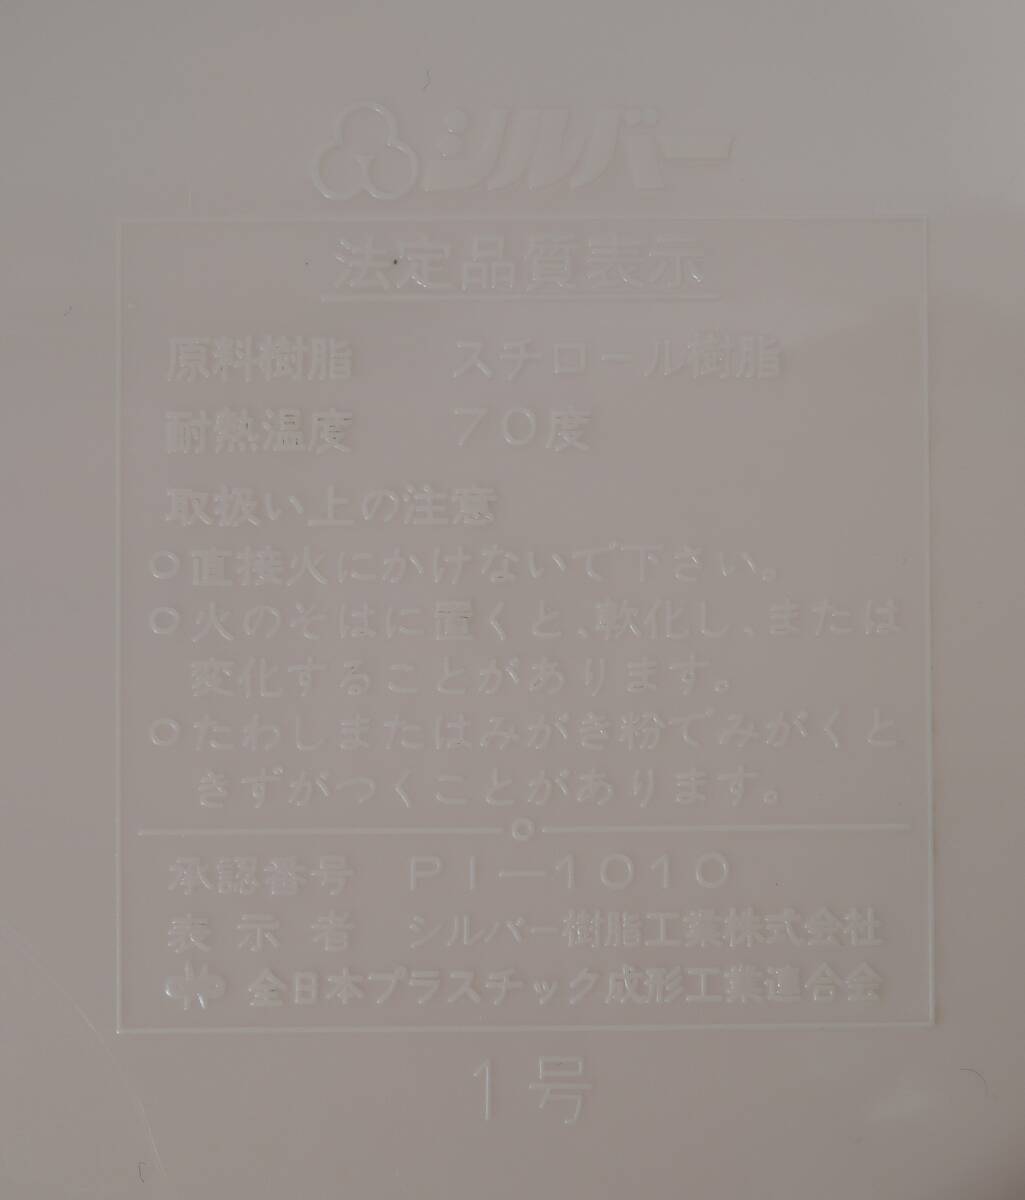 シルバー
法定品質表示
原料樹脂 スチロール樹脂
耐熱温度 70度
取扱い上の注意
○直接火にかけないで下さい。
○火のそばに置くと、軟化し、または
変化することがあります。
○たわしまたはみがき粉でみがくと
きずがつくことがあります。
承認番号 PI-1010
表示者 シルバー樹脂工業株式会社
全日本プラスチック成形工業連合会
1号